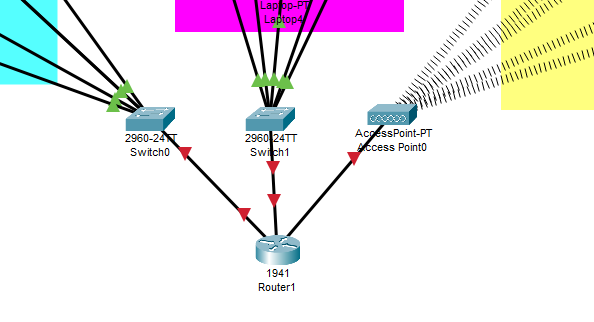 Laptop-PT
Laptop4
2960-24TT
Switch0
2960-24TT
Switch1
AccessPoint-PT
Access Point0
1941
Router1